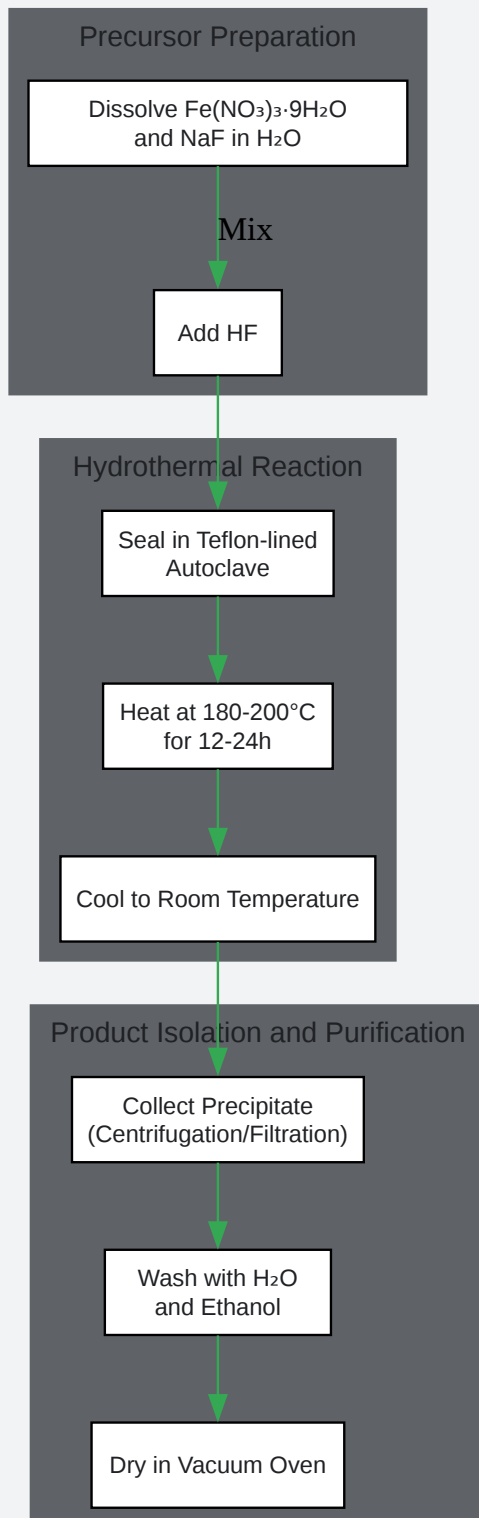 Precursor Preparation
Dissolve Fe(NO₃)₃·9H₂O
and NaF in H₂O
Mix
Add HF
Hydrothermal Reaction
Seal in Teflon-lined
Autoclave
Heat at 180-200°C
for 12-24h
Cool to Room Temperature
Product Isolation and Purification
Collect Precipitate
(Centrifugation/Filtration)
Wash with H₂O
and Ethanol
Dry in Vacuum Oven